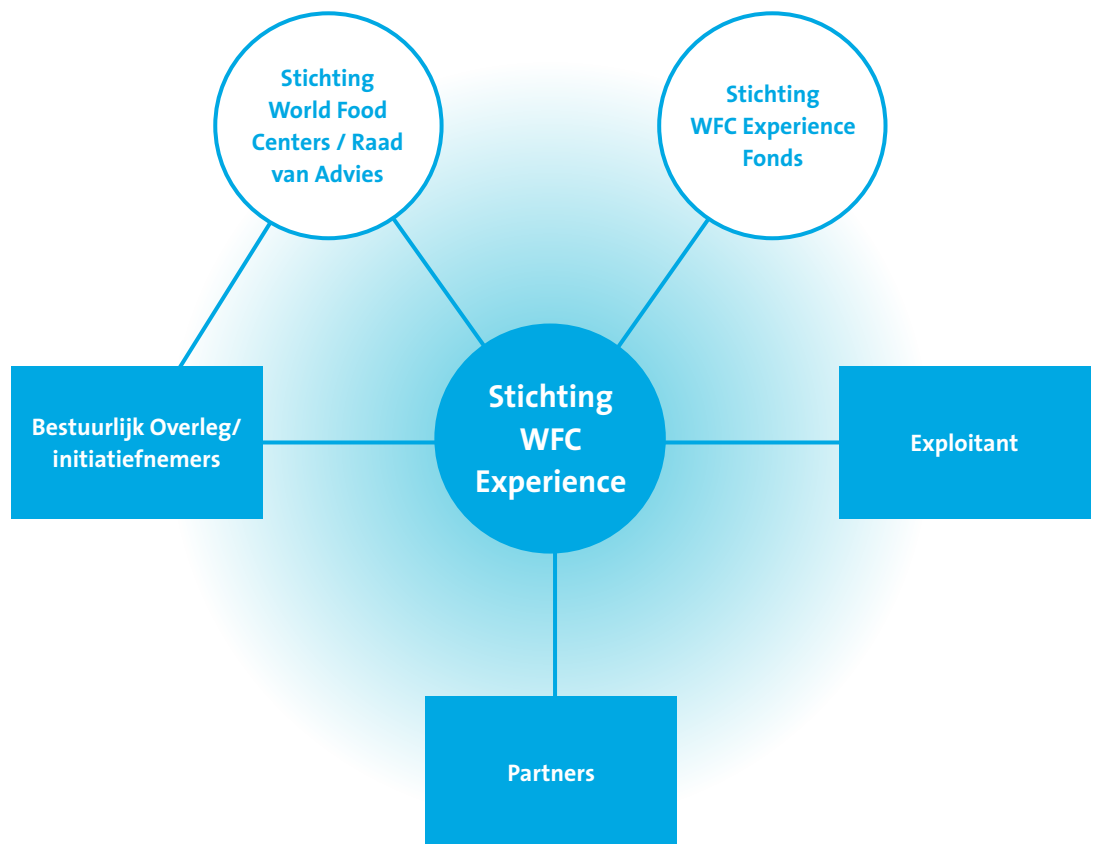 Stichting
World Food
Centers / Raad
van Advies
Stichting
WFC Experience
Fonds
Bestuurlijk Overleg/
initiatiefnemers
Stichting
WFC
Experience
Exploitant
Partners